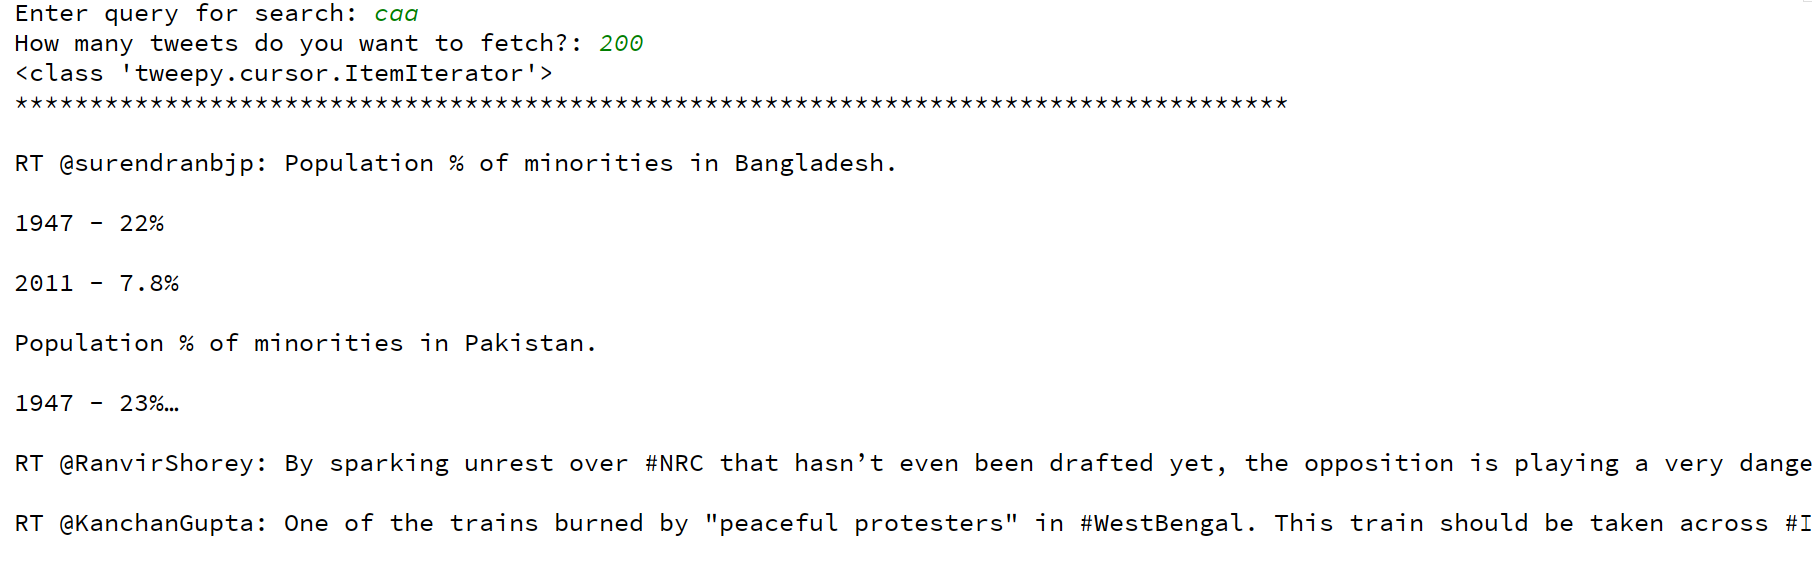 Enter query for search: caa
How many tweets do you want to fetch?: 200
<class 'tweepy.cursor.ItemIterator'>
*************************************************************************************
RT @surendranbjp: Population % of minorities in Bangladesh.
1947 - 22%
2011 - 7.8%
Population % of minorities in Pakistan.
1947 - 23%…
RT @RanvirShorey: By sparking unrest over #NRC that hasn’t even been drafted yet, the opposition is playing a very dange
RT @KanchanGupta: One of the trains burned by "peaceful protesters" in #WestBengal. This train should be taken across #I